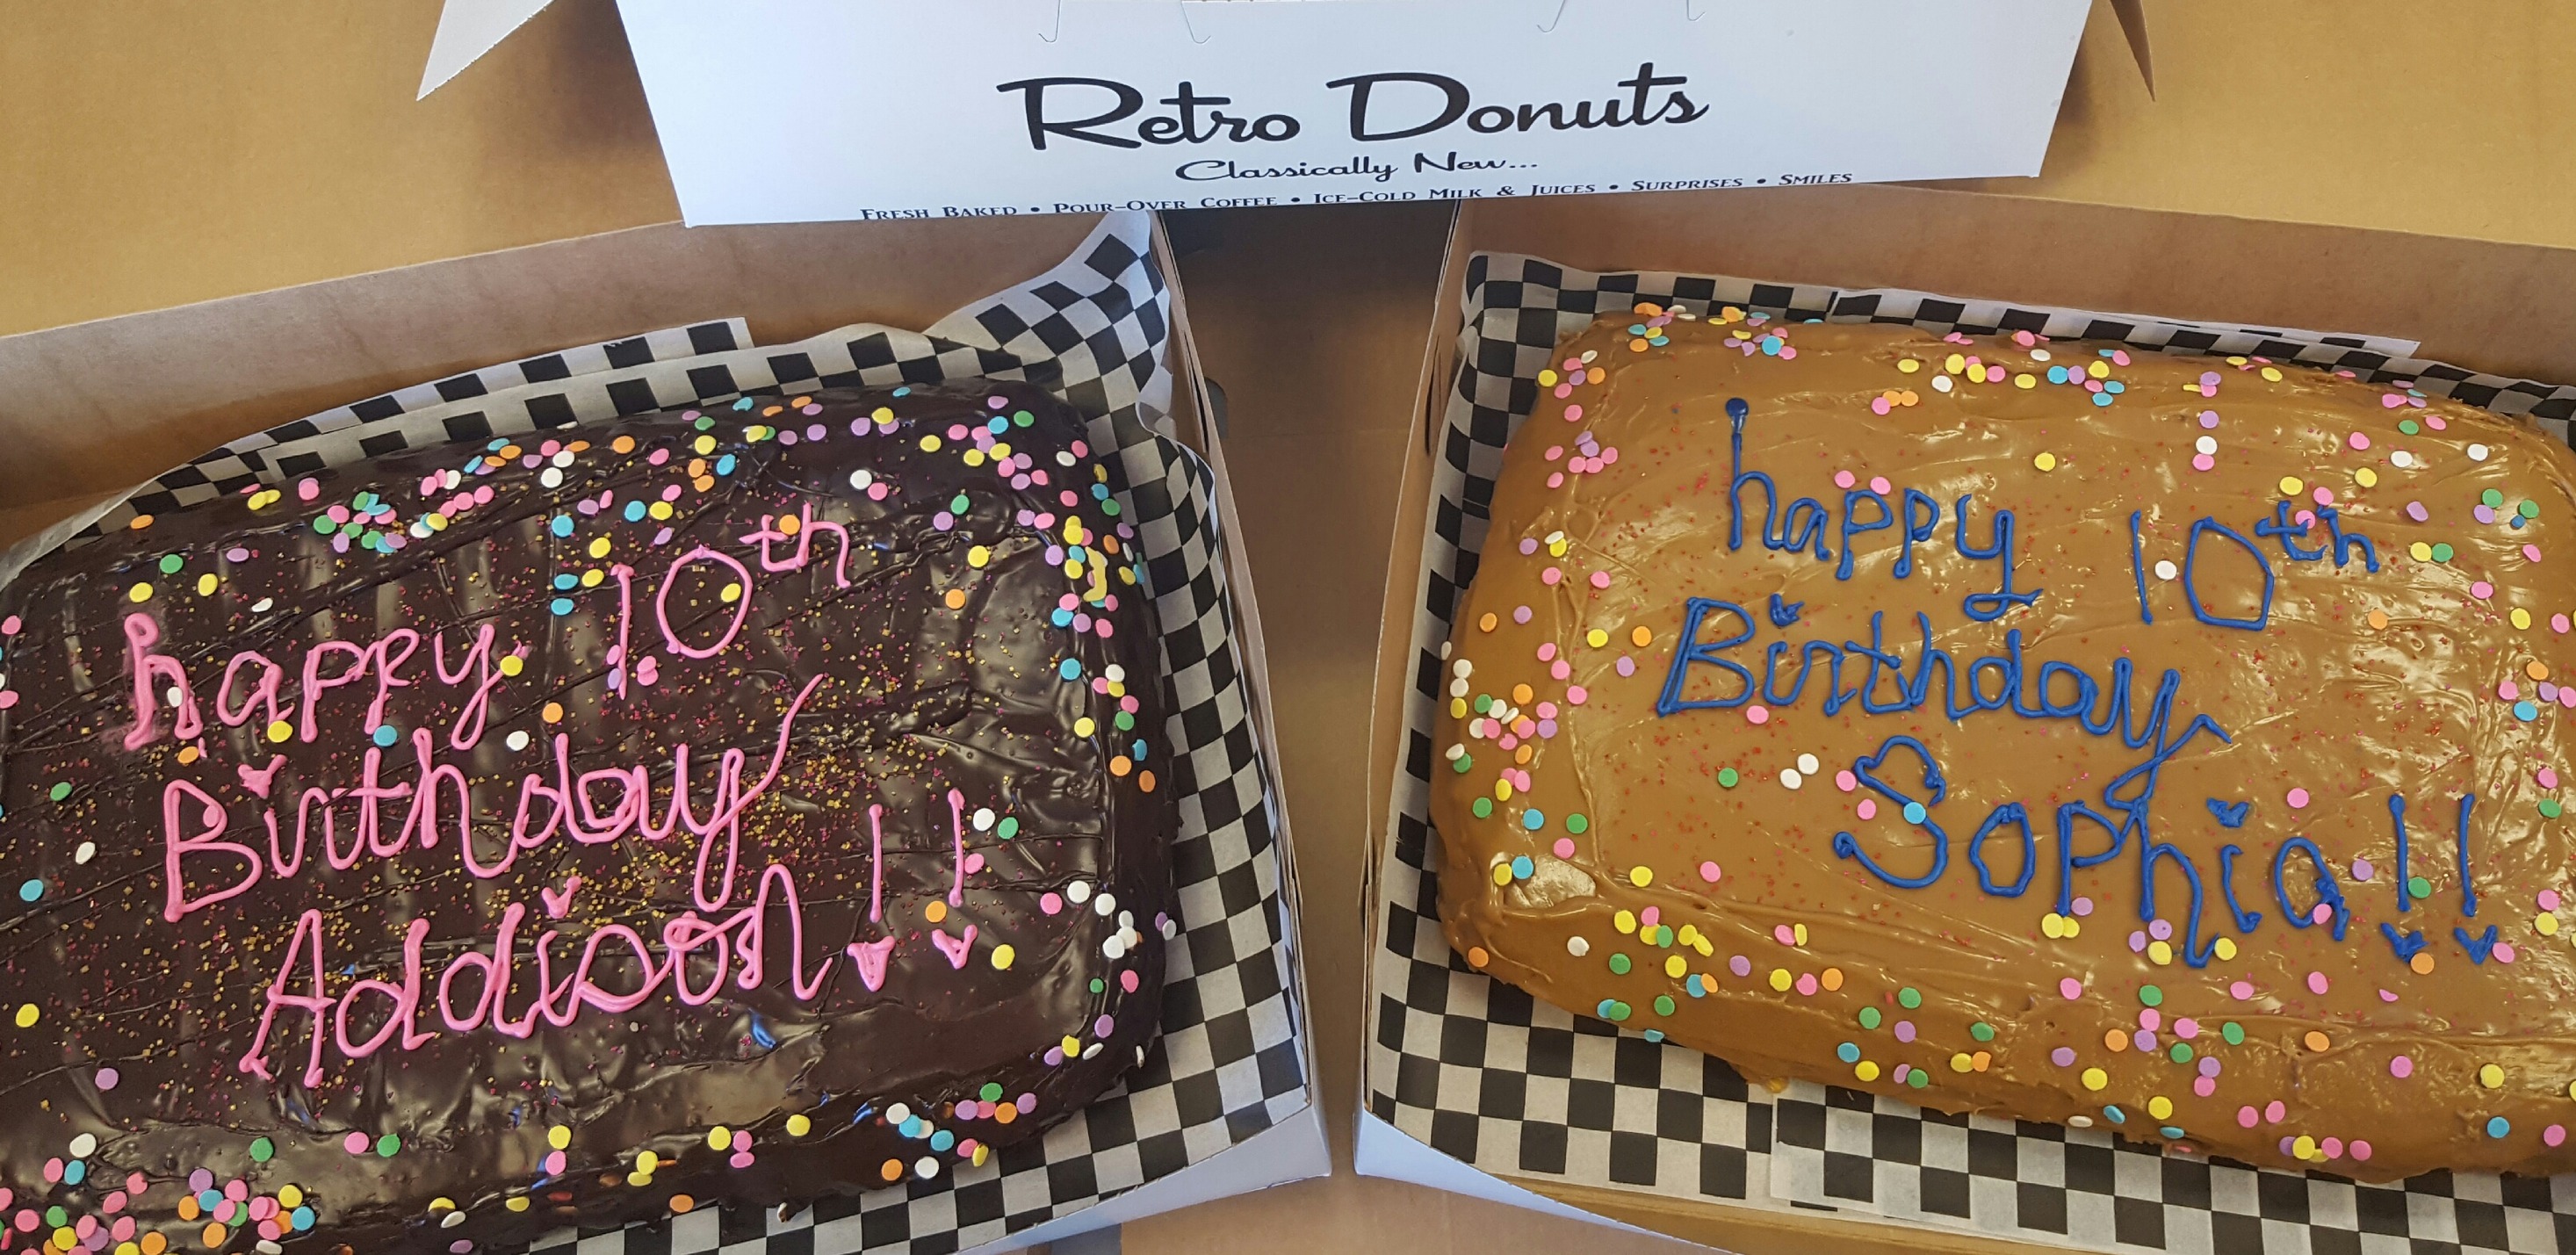 Retro Donuts
Classically New...
FRESH BAKED • POUR-OVER COFFEE • ICE-COLD MILK & JUICES • SURPRISES • SMILES
happy 10th
Birthday
Addison!!
happy 10th
Birthday
Sophia!!